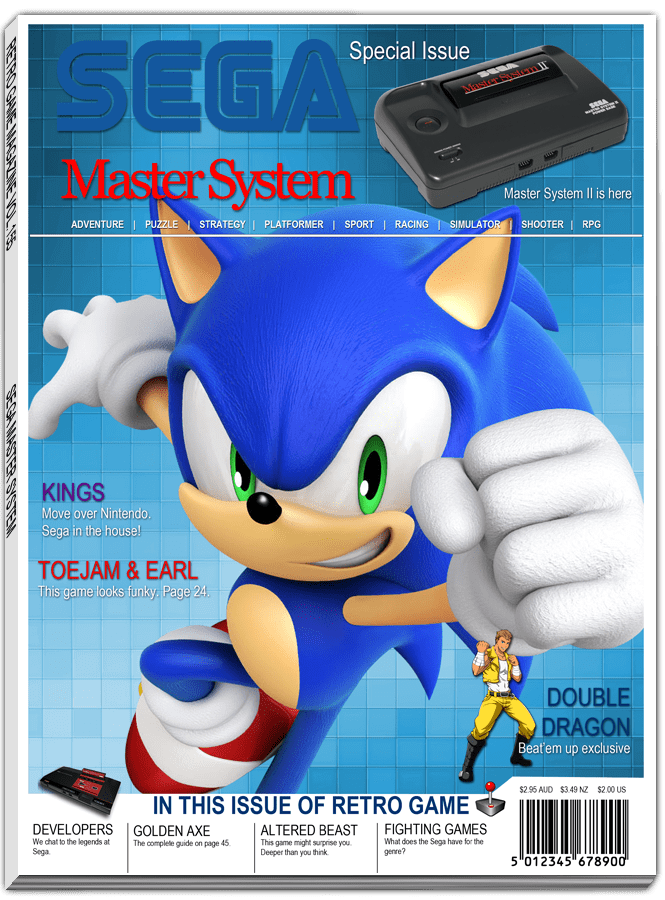 SEGA
Special Issue
SEGA
Master System II
SEGA
Master System
Master System II is here
ADVENTURE | PUZZLE | STRATEGY | PLATFORMER | SPORT | RACING | SIMULATOR | SHOOTER | RPG
KINGS
Move over Nintendo.
Sega in the house!
TOEJAM & EARL
This game looks funky. Page 24.
DOUBLE
DRAGON
Beat'em up exclusive
IN THIS ISSUE OF RETRO GAME
$2.95 AUD $3.49 NZ $2.00 US
DEVELOPERS
We chat to the legends at
Sega.
GOLDEN AXE
The complete guide on page 45.
ALTERED BEAST
This game might surprise you.
Deeper than you think.
FIGHTING GAMES
What does the Sega have for the
genre?
5 012345 678900